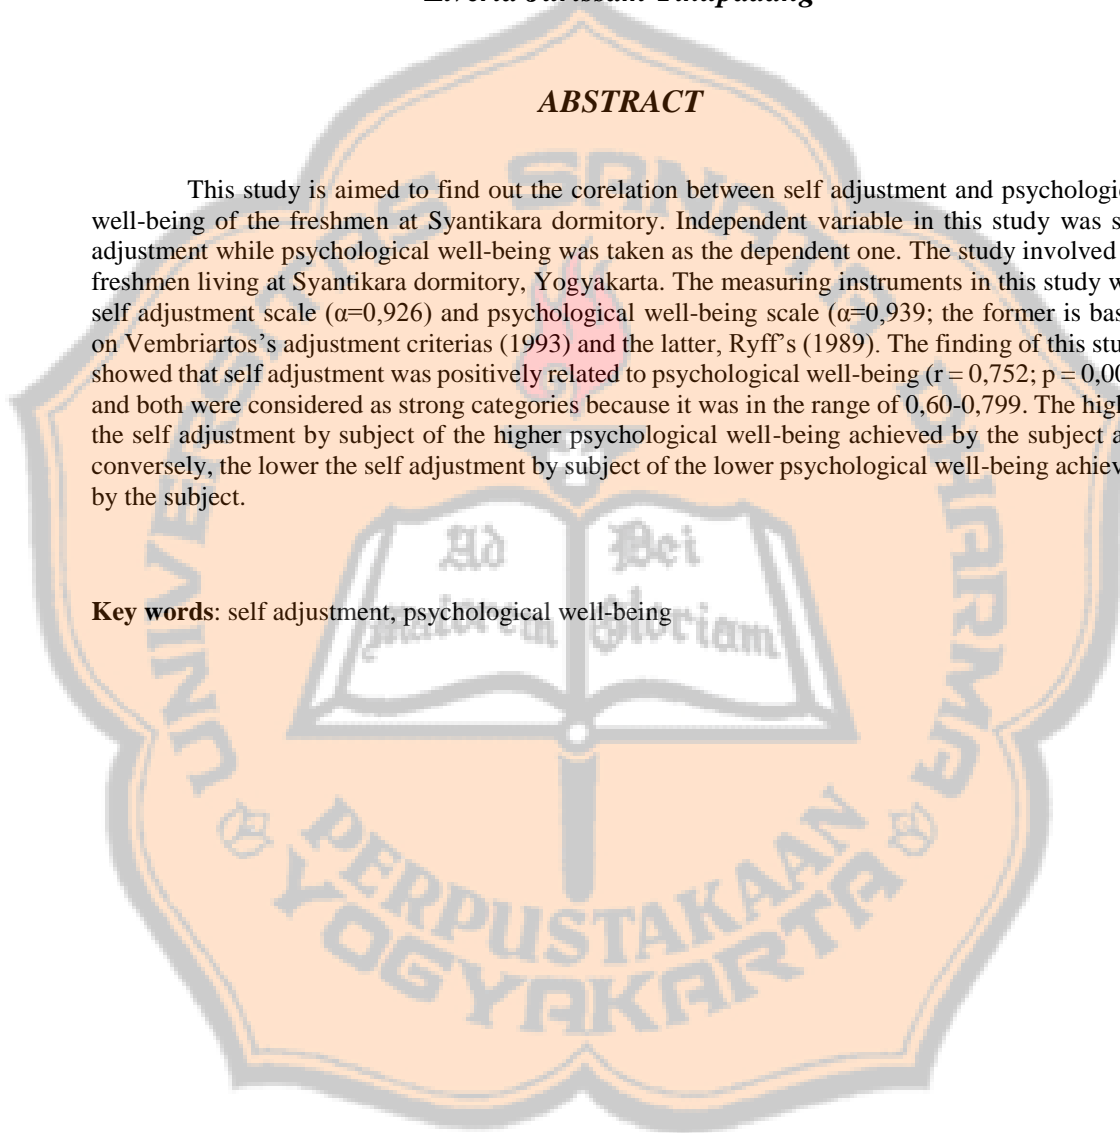 ABSTRACT
This study is aimed to find out the corelation between self adjustment and
well-being of the freshmen at Syantikara dormitory. Independent variable in this study was
adjustment while psychological well-being was taken as the dependent one. The study involved
freshmen living at Syantikara dormitory, Yogyakarta. The measuring instruments in this study
self adjustment scale (α=0,926) and psychological well-being scale (α=0,939; the former is
on Vembriartos’s adjustment criterias (1993) and the latter, Ryff’s (1989). The finding of this
showed that self adjustment was positively related to psychological well-being (r = 0,752; p =
and both were considered as strong categories because it was in the range of 0,60-0,799. The
the self adjustment by subject of the higher psychological well-being achieved by the subject
conversely, the lower the self adjustment by subject of the lower psychological well-being
by the subject.
Key words: self adjustment, psychological well-being
UNIVERSITAS SANATA DHARMA
Ad Dei
maiorem Gloriam
PERPUSTAKAAN
YOGYAKARTA